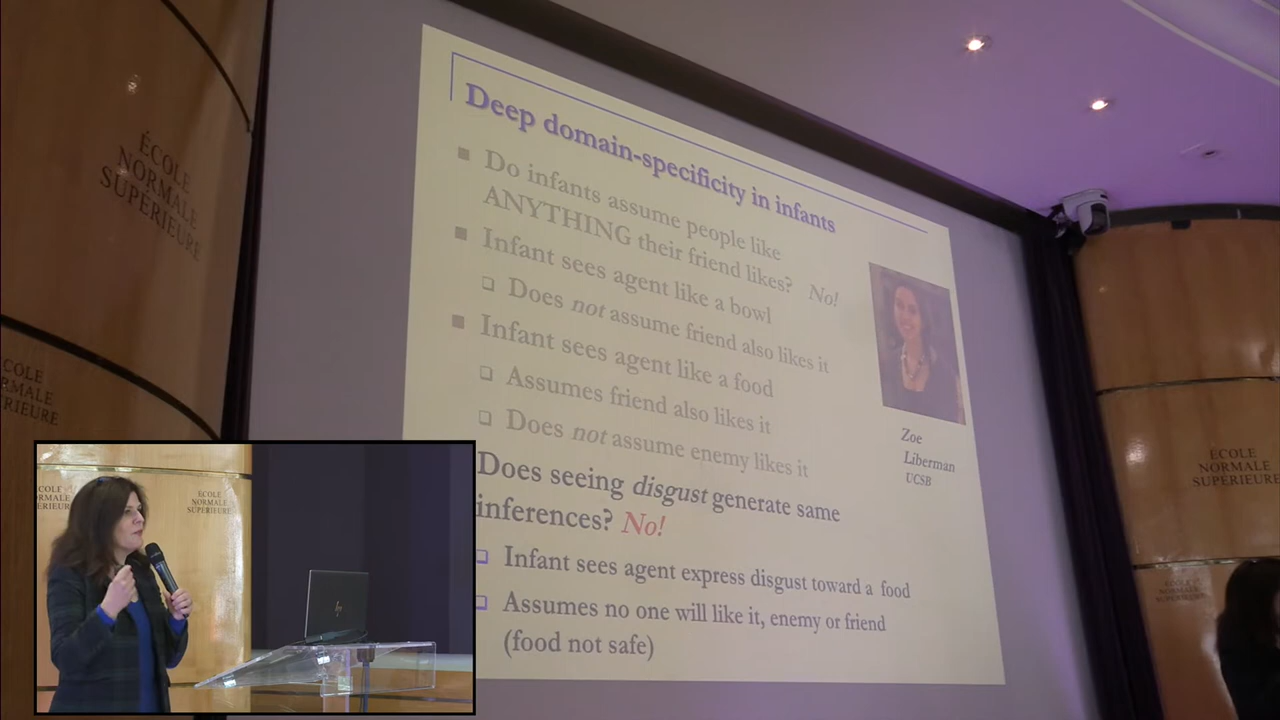 ÉCOLE
NORMALE
SUPÉRIEURE
Deep domain-specificity in infants
Do infants assume people like
ANYTHING their friend likes? No!
Infant sees agent like a bowl
Does not assume friend also likes it
Infant sees agent like a food
Assumes friend also likes it
Does not assume enemy likes it
Does seeing disgust generate same
inferences? No!
Infant sees agent express disgust toward a food
Assumes no one will like it, enemy or friend
(food not safe)
Zoe
Liberman
UCSB
ÉCOLE
NORMALE
SUPÉRIEURE
ÉCOLE
NORMALE
SUPÉRIEURE